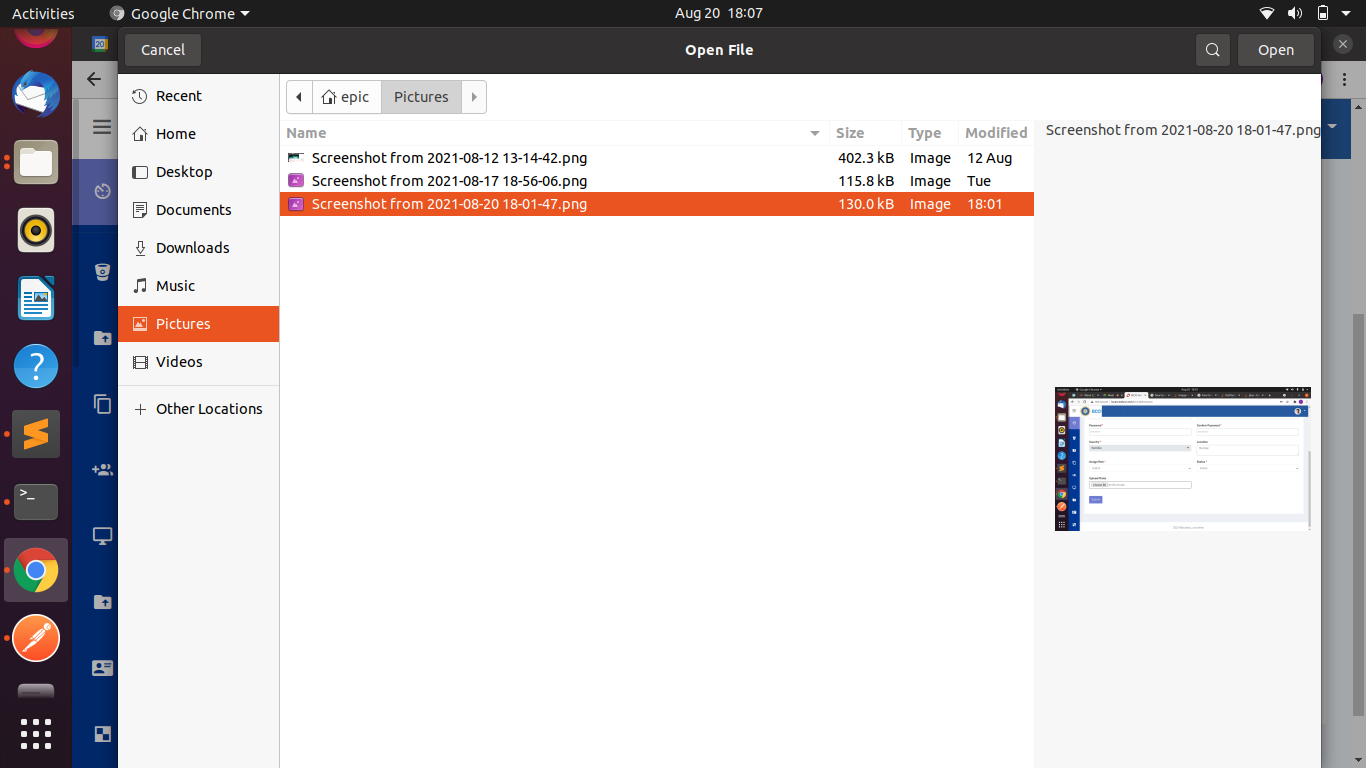 Activities
Google Chrome
Aug 20 18:07
20
Cancel
Open File
Open
Recent
Home
Desktop
Documents
Downloads
Music
Pictures
Videos
Other Locations
epic
Pictures
Name Size Type Modified
Screenshot from 2021-08-12 13-14-42.png 402.3 kB Image 12 Aug
Screenshot from 2021-08-17 18-56-06.png 115.8 kB Image Tue
Screenshot from 2021-08-20 18-01-47.png 130.0 kB Image 18:01
Screenshot from 2021-08-20 18-01-47.png